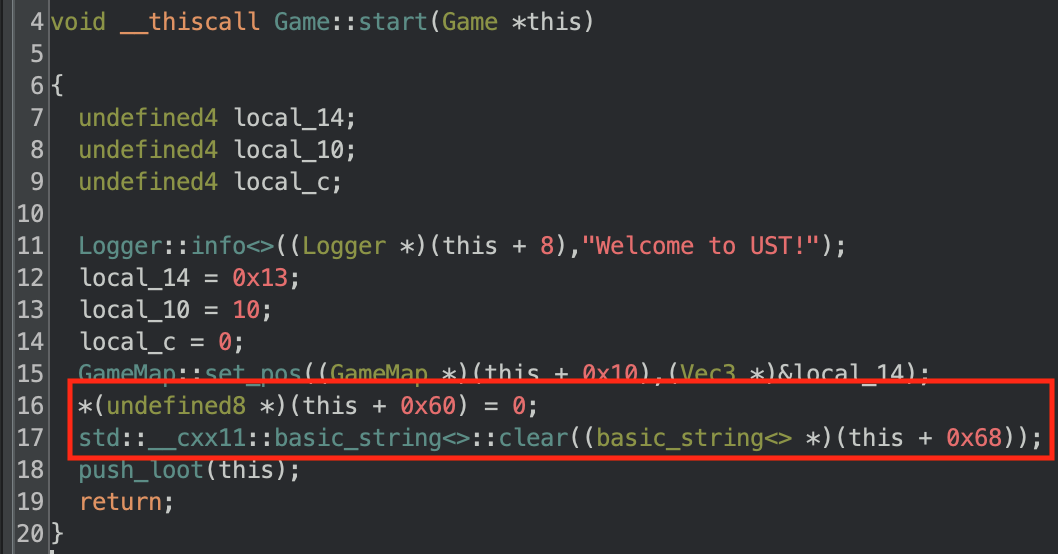 4 void __thiscall Game::start(Game *this)
5
6 {
7   undefined4 local_14;
8   undefined4 local_10;
9   undefined4 local_c;
10
11   Logger::info<>((Logger *)(this + 8),"Welcome to UST!");
12   local_14 = 0x13;
13   local_10 = 10;
14   local_c = 0;
15   GameMap::set_pos((GameMap *)(this + 0x10),(Vec3 *)&local_14);
16   *(undefined8 *)(this + 0x60) = 0;
17   std::__cxx11::basic_string<>::clear((basic_string<> *)(this + 0x68));
18   push_loot(this);
19   return;
20 }